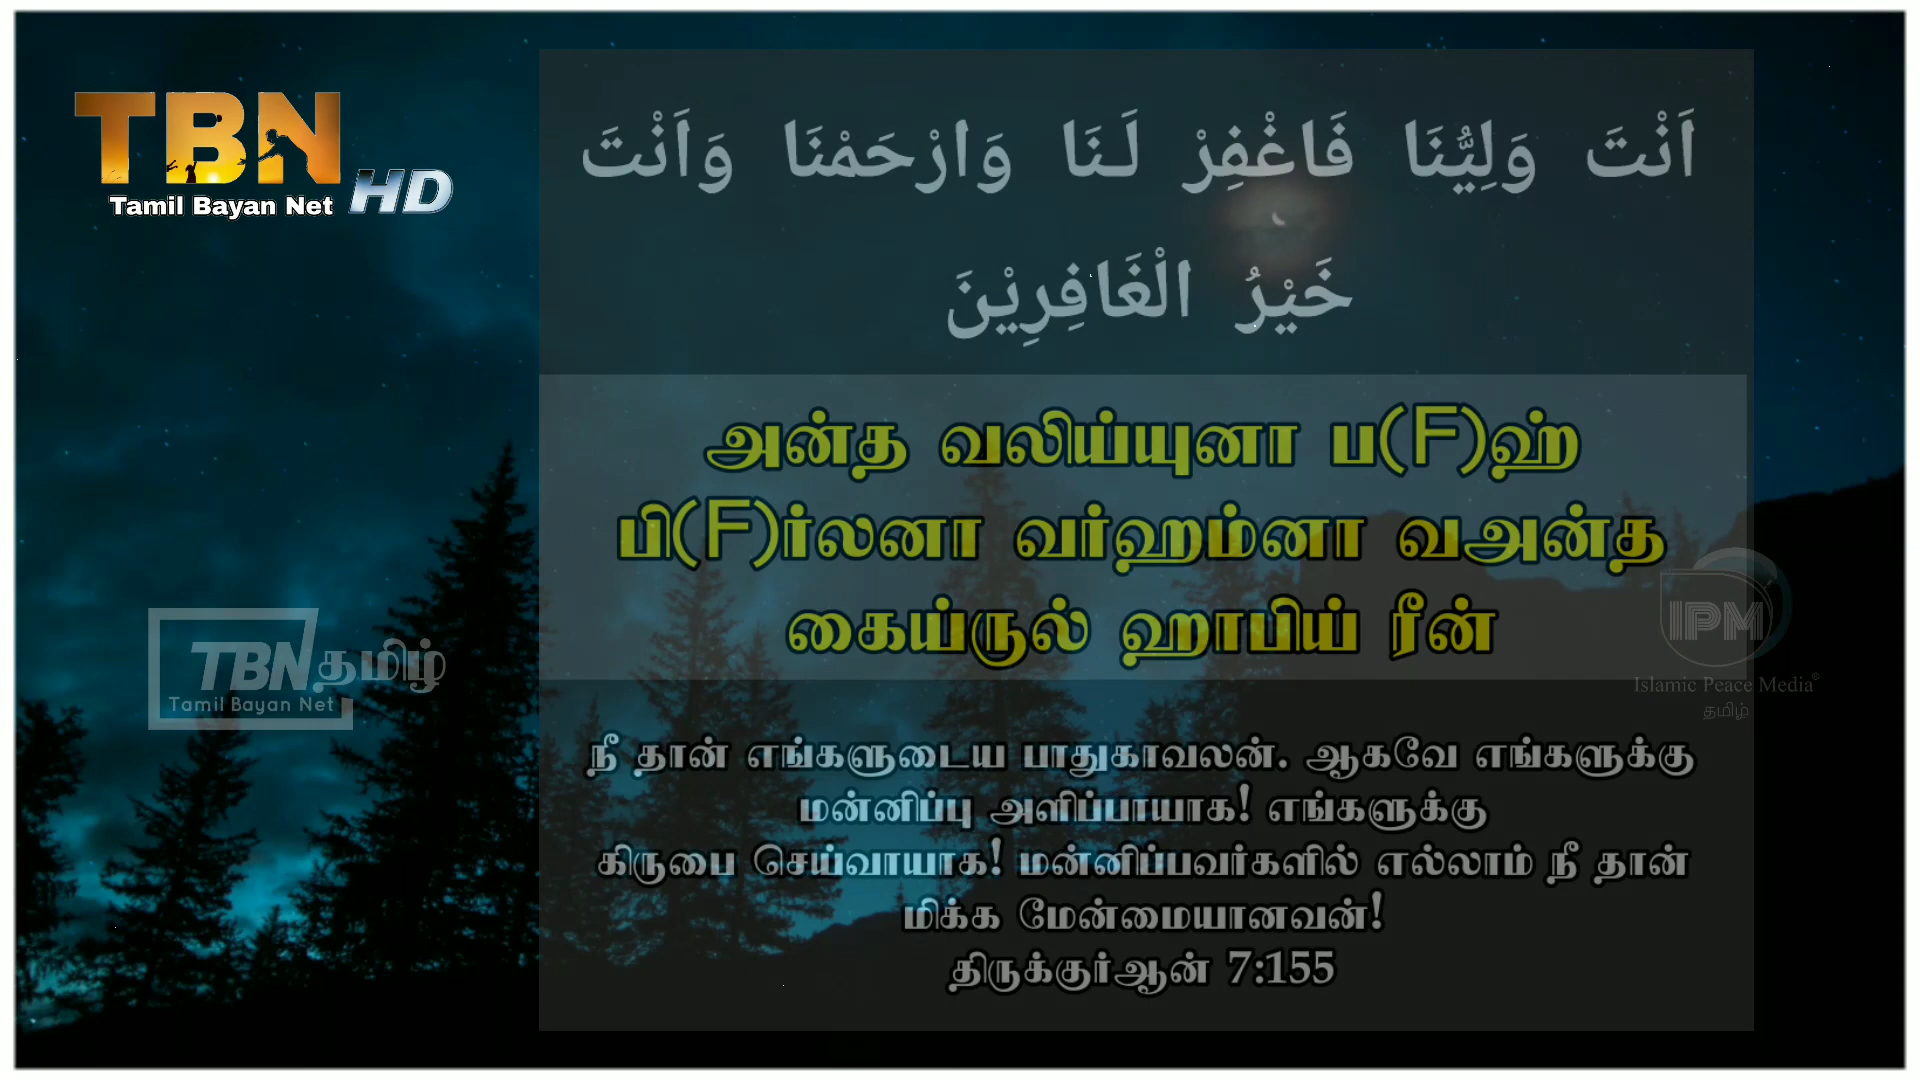 TBN HD
Tamil Bayan Net
اَنْتَ وَلِيُّنَا فَاغْفِرْ لَـنَا وَارْحَمْنَا وَاَنْتَ
خَيْرُ الْغَافِرِيْنَ
அன்த வலிய்யுனா ப(F)ஹ்
பி(F)ர்லனா வர்ஹம்னா வஅன்த
கைய்ருல் ஹாபிய் ரீன்
TBN தமிழ்
Tamil Bayan Net
IPM
Islamic Peace Media®
தமிழ்
நீ தான் எங்களுடைய பாதுகாவலன். ஆகவே எங்களுக்கு
மன்னிப்பு அளிப்பாயாக! எங்களுக்கு
கிருபை செய்வாயாக! மன்னிப்பவர்களில் எல்லாம் நீ தான்
மிக்க மேன்மையானவன்!
திருக்குர்ஆன் 7:155